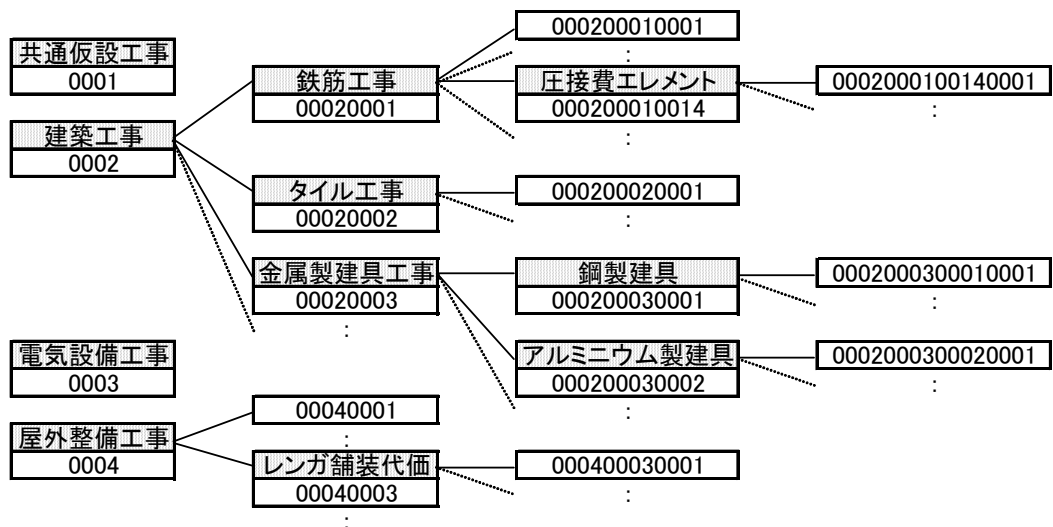 共通仮設工事
0001
建築工事
0002
鉄筋工事
00020001
000200010001
:
圧接費エレメント
000200010014
:
0002000100140001
:
タイル工事
00020002
000200020001
:
金属製建具工事
00020003
:
鋼製建具
000200030001
0002000300010001
:
アルミニウム製建具
000200030002
:
0002000300020001
:
電気設備工事
0003
屋外整備工事
0004
00040001
:
レンガ舗装代価
00040003
:
000400030001
: